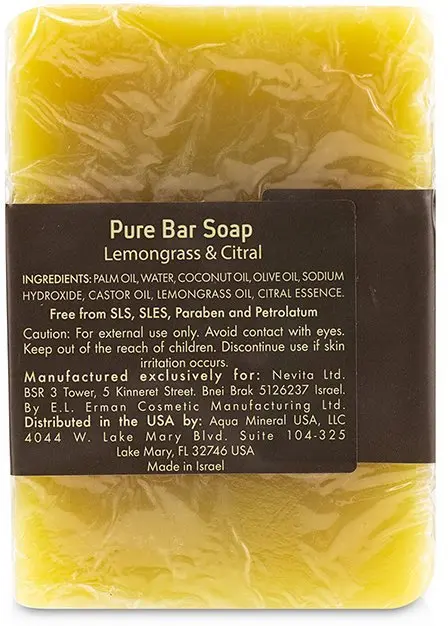 Pure Bar Soap
Lemongrass & Citral
INGREDIENTS: PALM OIL, WATER, COCONUT OIL, OLIVE OIL, SODIUM
HYDROXIDE, CASTOR OIL, LEMONGRASS OIL, CITRAL ESSENCE.
Free from SLS, SLES, Paraben and Petrolatum
Caution: For external use only. Avoid contact with eyes.
Keep out of the reach of children. Discontinue use if skin
irritation occurs.
Manufactured exclusively for: Nevita Ltd.
BSR 3 Tower, 5 Kinneret Street. Bnei Brak 5126237 Israel.
By E.L. Erman Cosmetic Manufacturing Ltd.
Distributed in the USA by: Aqua Mineral USA, LLC
4044 W. Lake Mary Blvd. Suite 104-325
Lake Mary, FL 32746 USA
Made in Israel